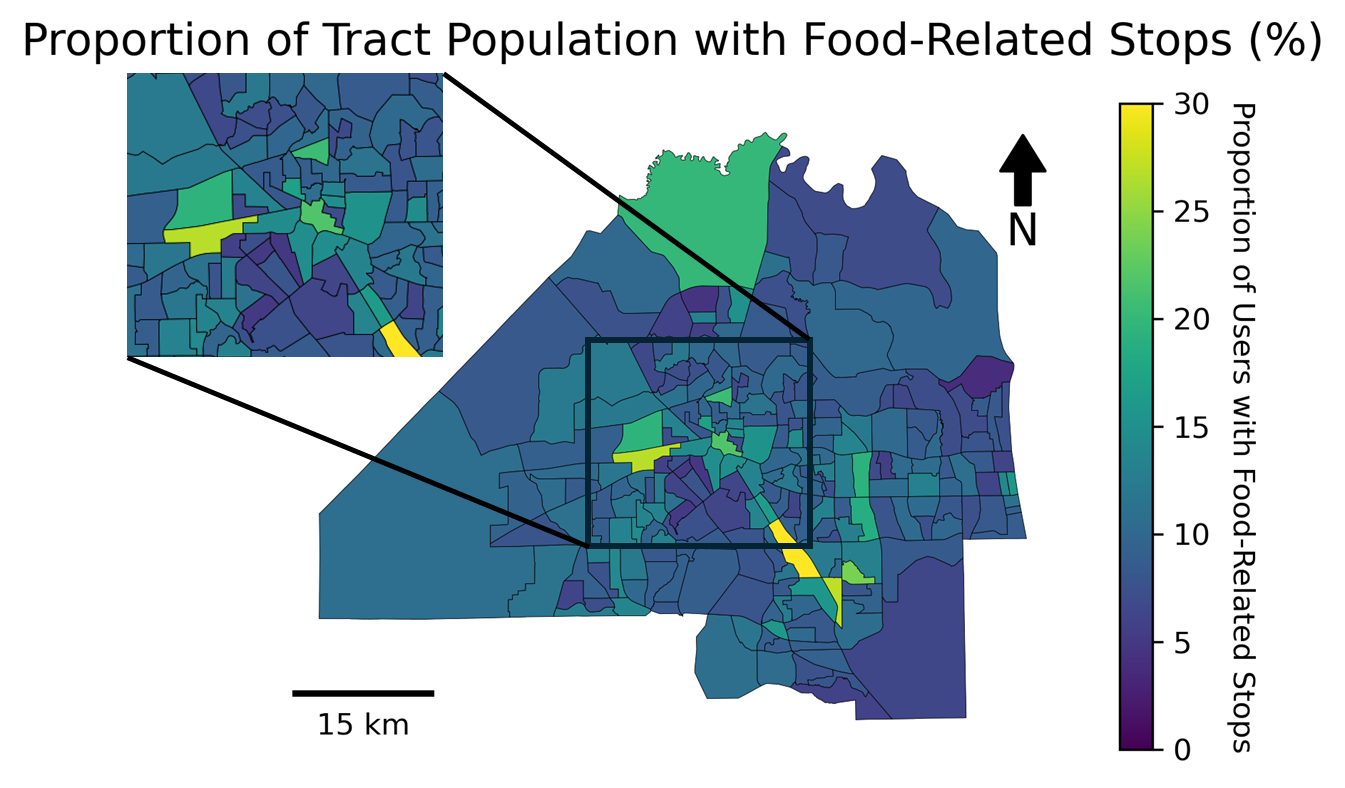 Proportion of Tract Population with Food-Related Stops (%)
N
15 km
30
25
20
15
10
5
0
Proportion of Users with Food-Related Stops